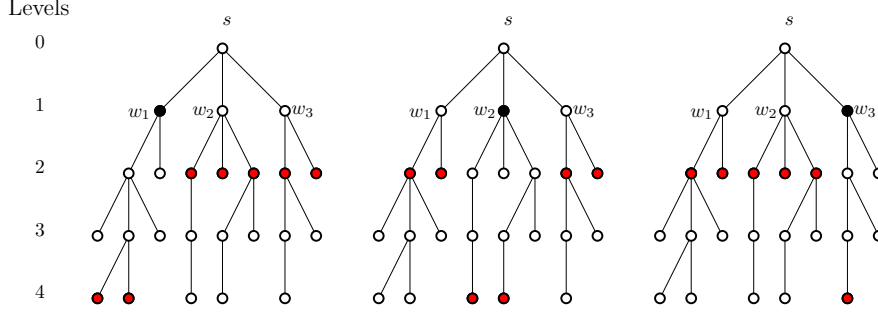 Levels
s s s
0
1 w₁ w₂ w₃ w₁ w₂ w₃ w₁ w₂ w₃
2
3
4